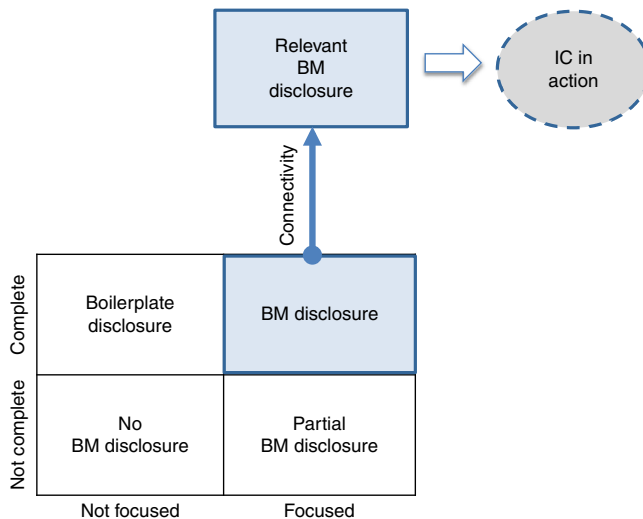 Relevant
BM
disclosure
IC in
action
Connectivity
Complete
Boilerplate
disclosure
BM disclosure
Not complete
No
BM disclosure
Partial
BM disclosure
Not focused
Focused